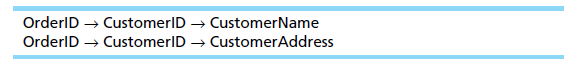 OrderID → CustomerID → CustomerName
OrderID → CustomerID → CustomerAddress